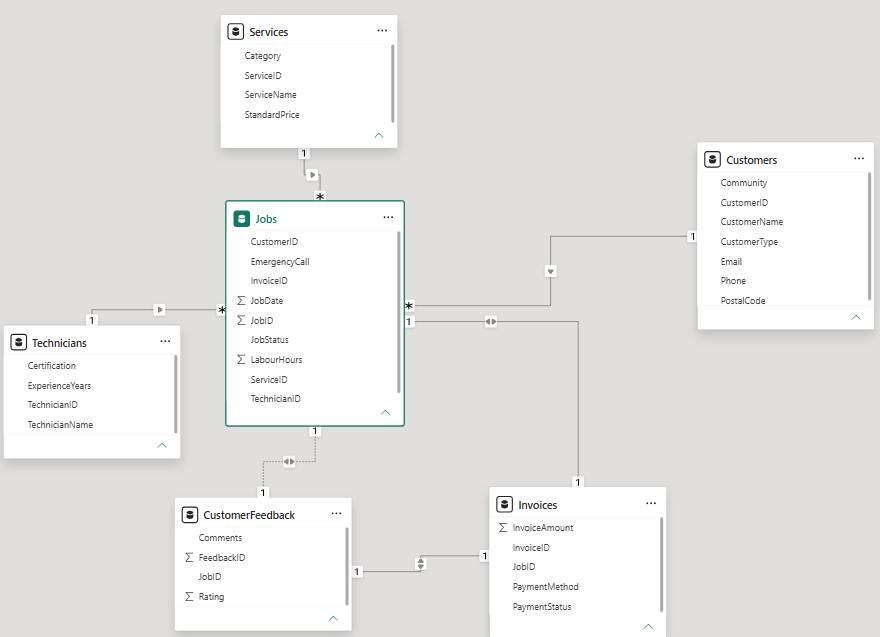 Services
Category
ServiceID
ServiceName
StandardPrice
1
*
Customers
Community
CustomerID
CustomerName
CustomerType
Email
Phone
PostalCode
1
Jobs
CustomerID
EmergencyCall
InvoiceID
Σ JobDate
Σ JobID
JobStatus
Σ LabourHours
ServiceID
TechnicianID
*
*
1
1
Technicians
Certification
ExperienceYears
TechnicianID
TechnicianName
1
CustomerFeedback
Comments
Σ FeedbackID
JobID
Σ Rating
1
1
Invoices
Σ InvoiceAmount
InvoiceID
JobID
PaymentMethod
PaymentStatus
1
1